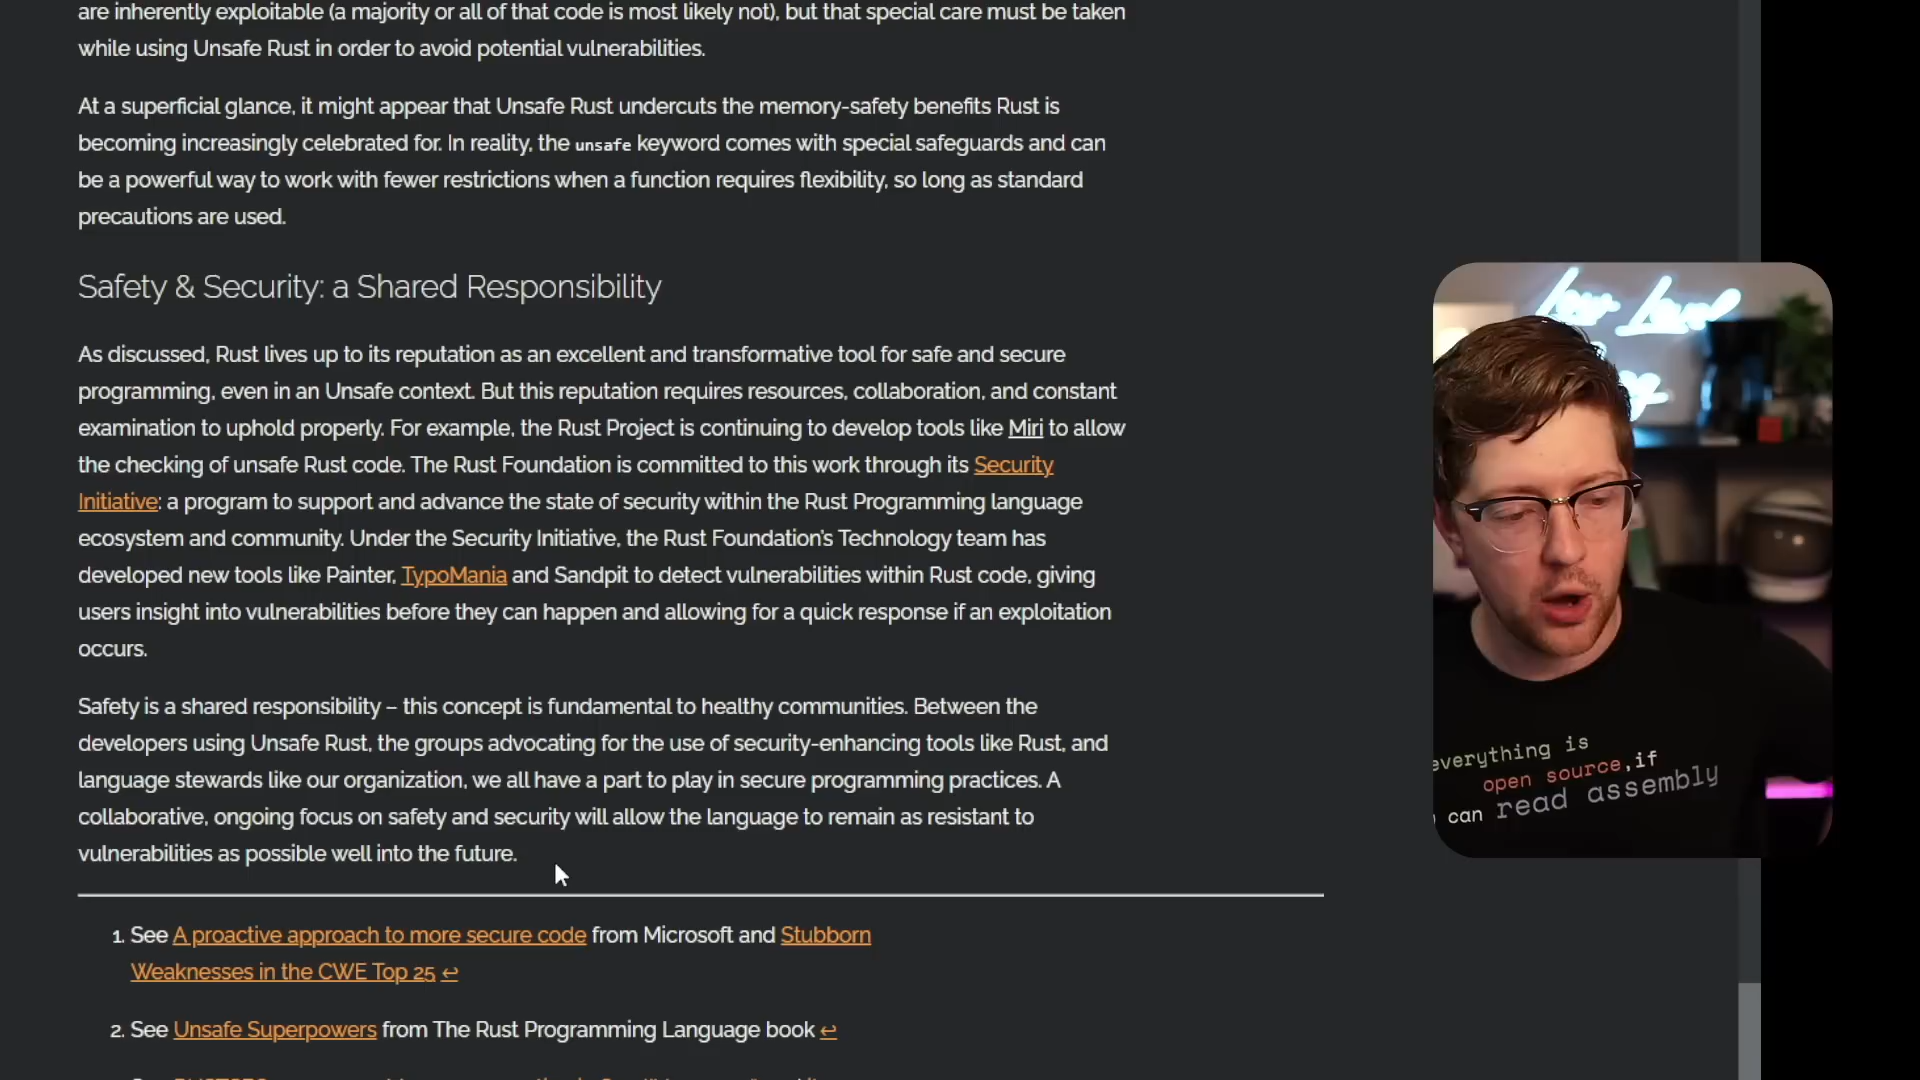 are inherently exploitable (a majority or all of that code is most likely not), but that special care must be taken
while using Unsafe Rust in order to avoid potential vulnerabilities.
At a superficial glance, it might appear that Unsafe Rust undercuts the memory-safety benefits Rust is
becoming increasingly celebrated for. In reality, the unsafe keyword comes with special safeguards and can
be a powerful way to work with fewer restrictions when a function requires flexibility, so long as standard
precautions are used.
Safety & Security: a Shared Responsibility
As discussed, Rust lives up to its reputation as an excellent and transformative tool for safe and secure
programming, even in an Unsafe context. But this reputation requires resources, collaboration, and constant
examination to uphold properly. For example, the Rust Project is continuing to develop tools like Miri to allow
the checking of unsafe Rust code. The Rust Foundation is committed to this work through its Security
Initiative: a program to support and advance the state of security within the Rust Programming language
ecosystem and community. Under the Security Initiative, the Rust Foundation's Technology team has
developed new tools like Painter, TypoMania and Sandpit to detect vulnerabilities within Rust code, giving
users insight into vulnerabilities before they can happen and allowing for a quick response if an exploitation
occurs.
Safety is a shared responsibility – this concept is fundamental to healthy communities. Between the
developers using Unsafe Rust, the groups advocating for the use of security-enhancing tools like Rust, and
language stewards like our organization, we all have a part to play in secure programming practices. A
collaborative, ongoing focus on safety and security will allow the language to remain as resistant to
vulnerabilities as possible well into the future.
1. See A proactive approach to more secure code from Microsoft and Stubborn
Weaknesses in the CWE Top 25 ↩
2. See Unsafe Superpowers from The Rust Programming Language book ↩
Low Level
everything is
open source, if
can read assembly